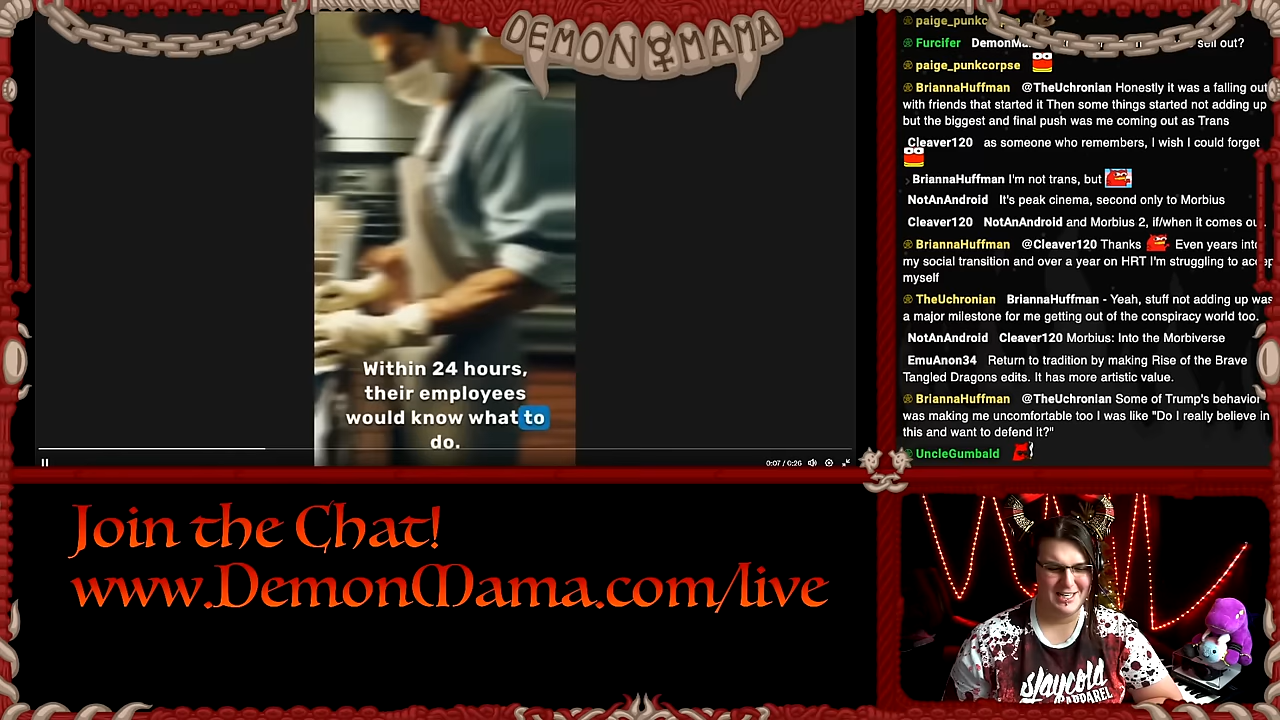 DEMON MAMA
Within 24 hours,
their employees
would know what to
do.
0:07 / 0:26
Furcifer
sell out?
paige_punkcorpse
BriannaHuffman @TheUchronian Honestly it was a falling out
with friends that started it Then some things started not adding up
but the biggest and final push was me coming out as Trans
Cleaver120 as someone who remembers, I wish I could forget
BriannaHuffman I'm not trans, but
NotAnAndroid It's peak cinema, second only to Morbius
Cleaver120 NotAnAndroid and Morbius 2, if/when it comes
BriannaHuffman @Cleaver120 Thanks Even years into
my social transition and over a year on HRT I'm struggling to
myself
TheUchronian BriannaHuffman - Yeah, stuff not adding up was
a major milestone for me getting out of the conspiracy world too.
NotAnAndroid Cleaver120 Morbius: Into the Morbiverse
EmuAnon34 Return to tradition by making Rise of the Brave
Tangled Dragons edits. It has more artistic value.
BriannaHuffman @TheUchronian Some of Trump's behavior
was making me uncomfortable too I was like "Do I really believe in
this and want to defend it?"
UncleGumbald
Join the Chat!
www.DemonMama.com/live
slaycold
APPAREL